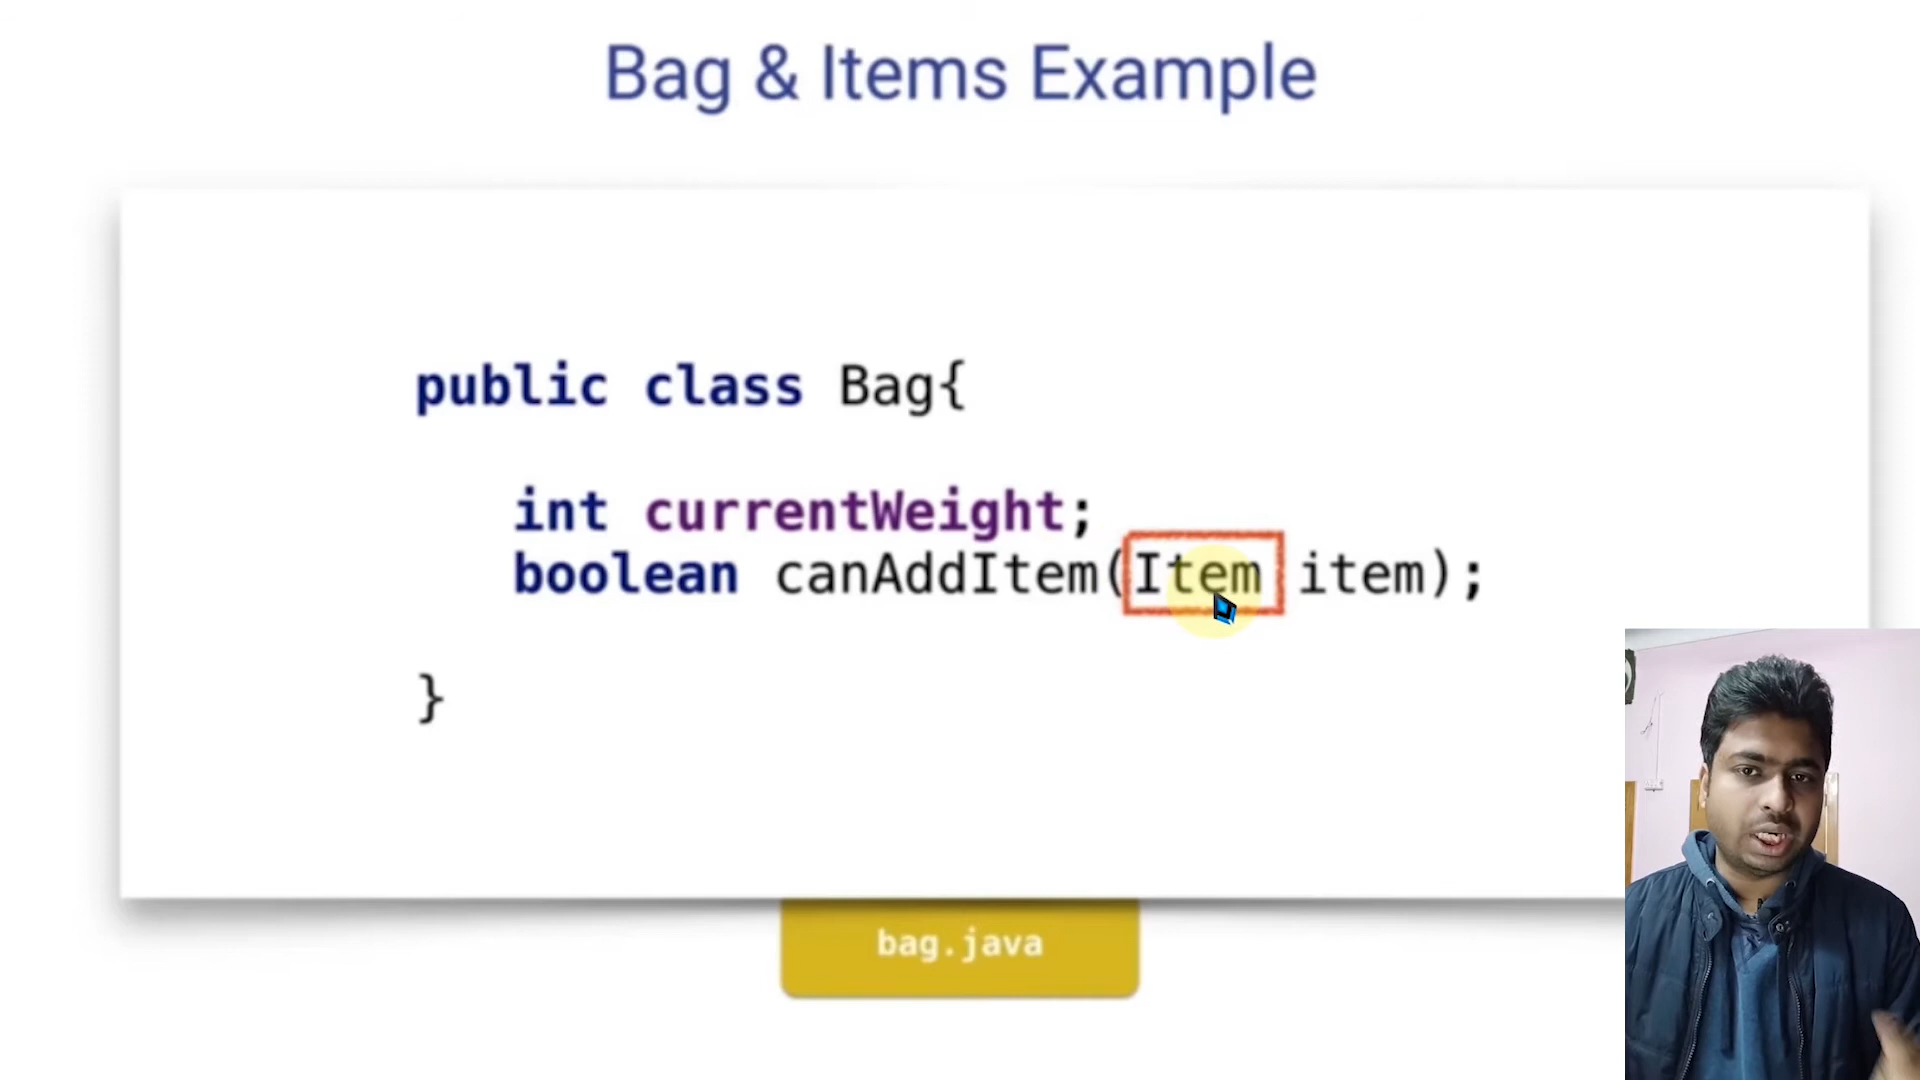 Bag & Items Example
public class Bag{
int currentWeight;
boolean canAddItem(Item item);
}
bag.java